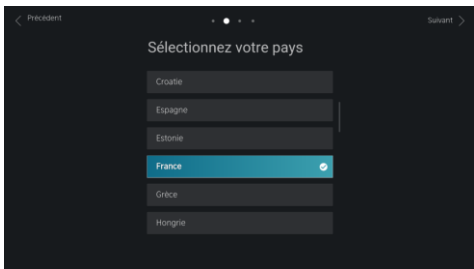 Précédent
Suivant
Sélectionnez votre pays
Croatie
Espagne
Estonie
France
Grèce
Hongrie